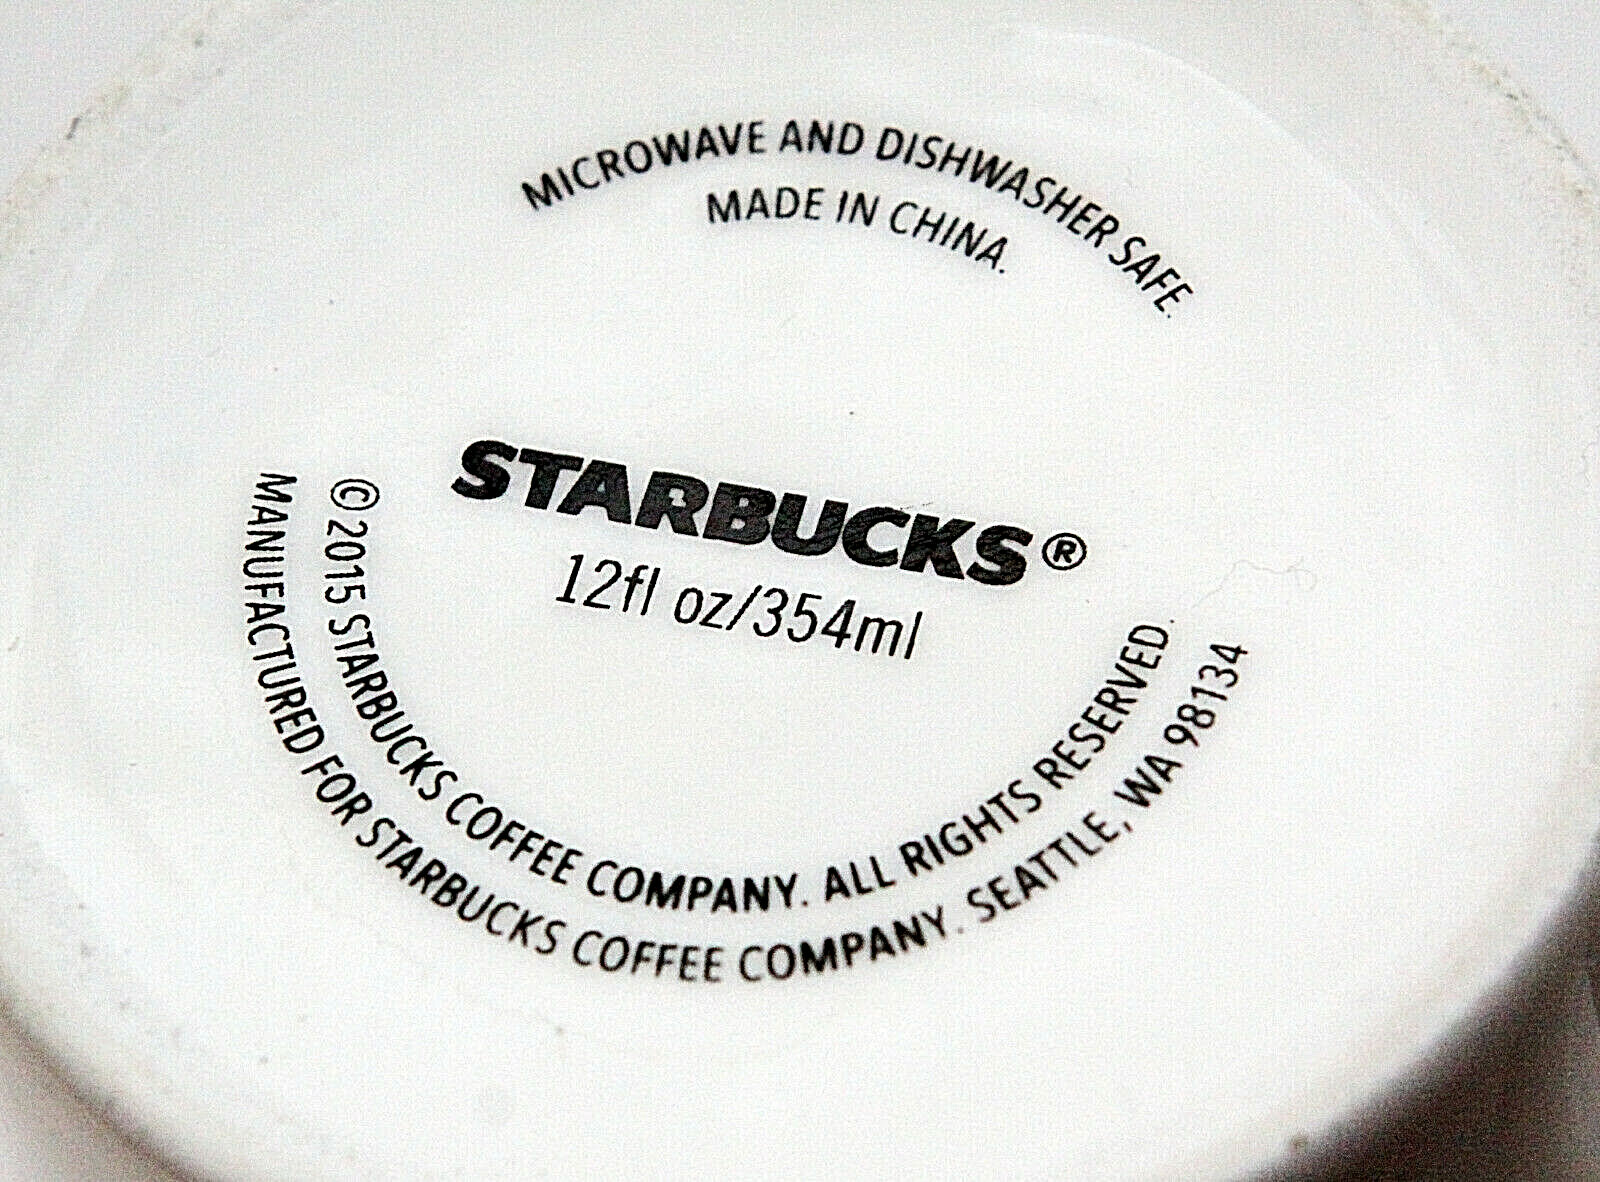 MICROWAVE AND DISHWASHER SAFE.
MADE IN CHINA.
STARBUCKS®
12fl oz/354ml
© 2015 STARBUCKS COFFEE COMPANY. ALL RIGHTS RESERVED.
MANUFACTURED FOR STARBUCKS COFFEE COMPANY. SEATTLE, WA 98134